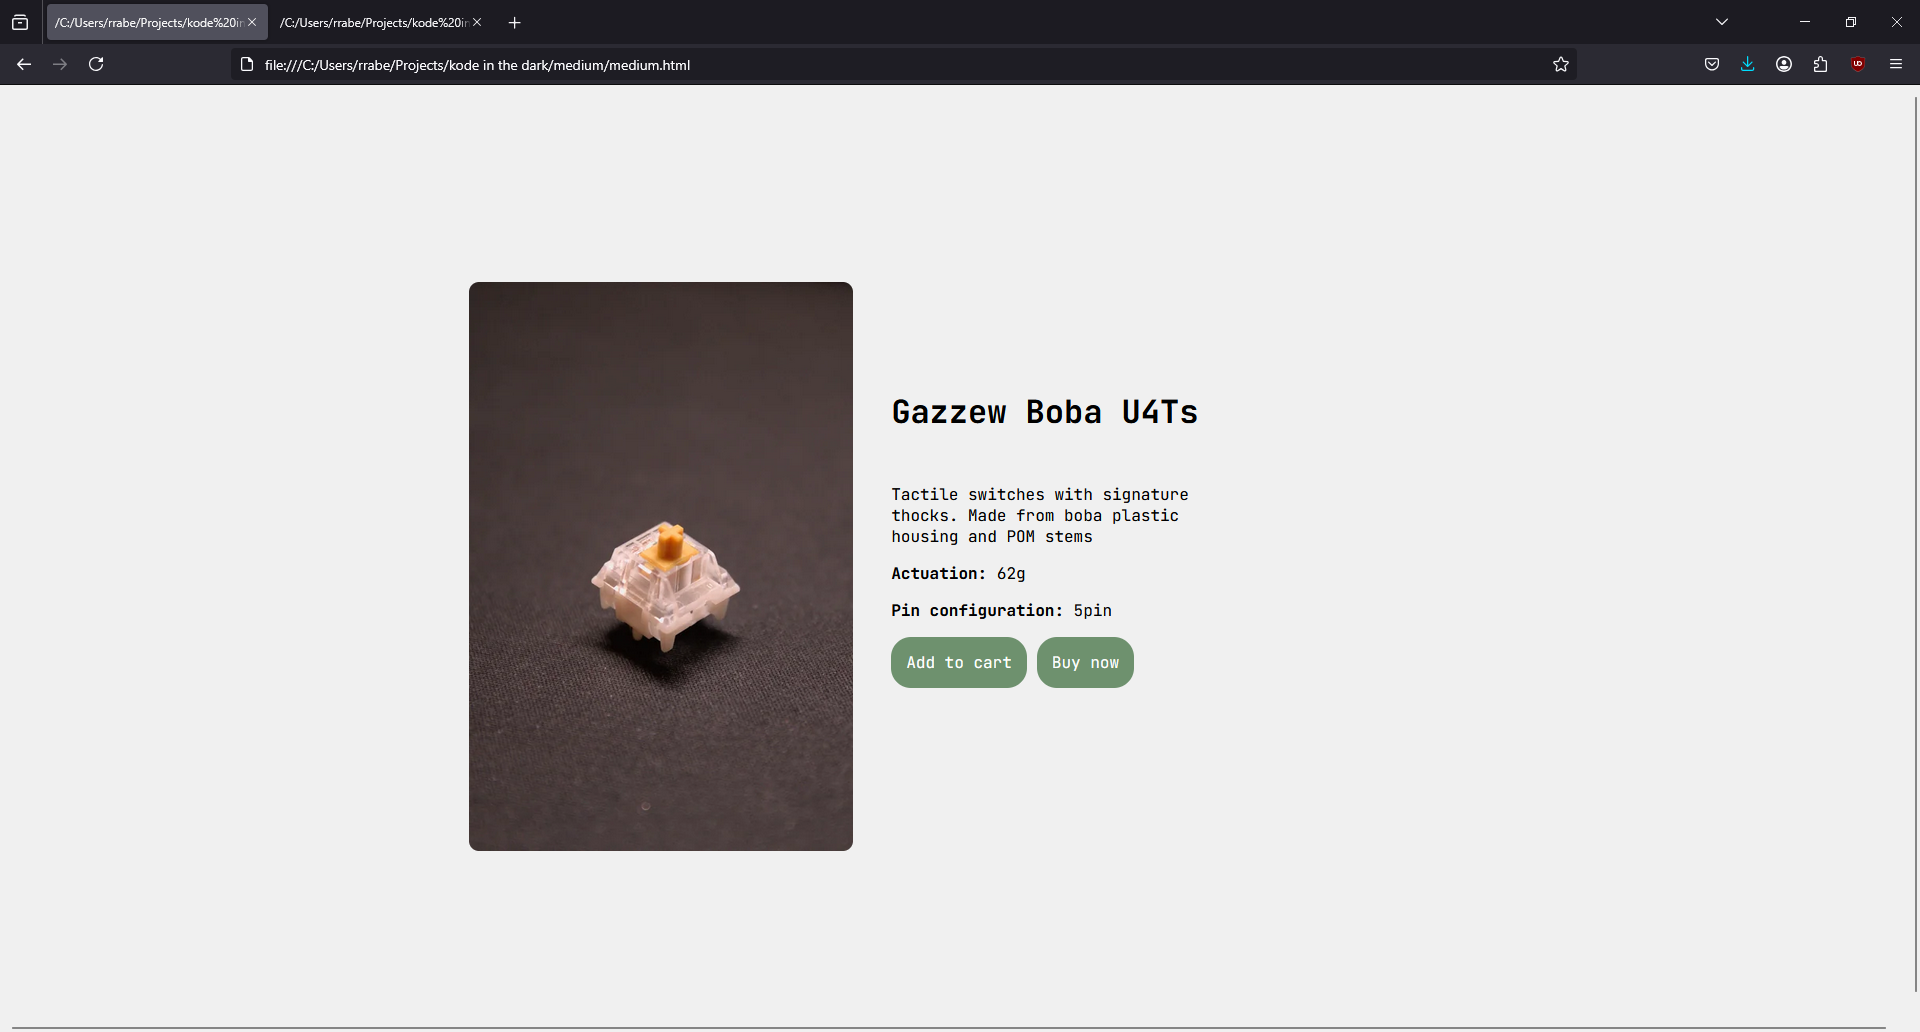 /C:/Users/rrabe/Projects/kode%20in
/C:/Users/rrabe/Projects/kode%20in
file:///C:/Users/rrabe/Projects/kode in the dark/medium/medium.html
Gazzew Boba U4Ts
Tactile switches with signature
thocks. Made from boba plastic
housing and POM stems
Actuation: 62g
Pin configuration: 5pin
Add to cart
Buy now